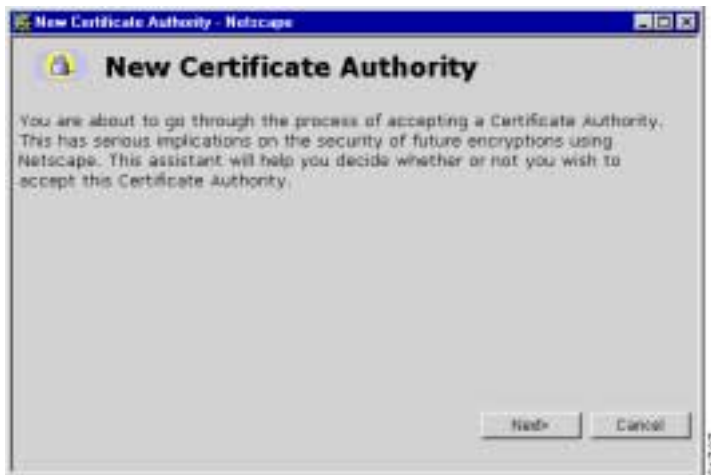 New Certificate Authority - Netscape
New Certificate Authority
You are about to go through the process of accepting a Certificate Authority.
This has serious implications on the security of future encryptions using
Netscape. This assistant will help you decide whether or not you wish to
accept this Certificate Authority.
Next>
Cancel